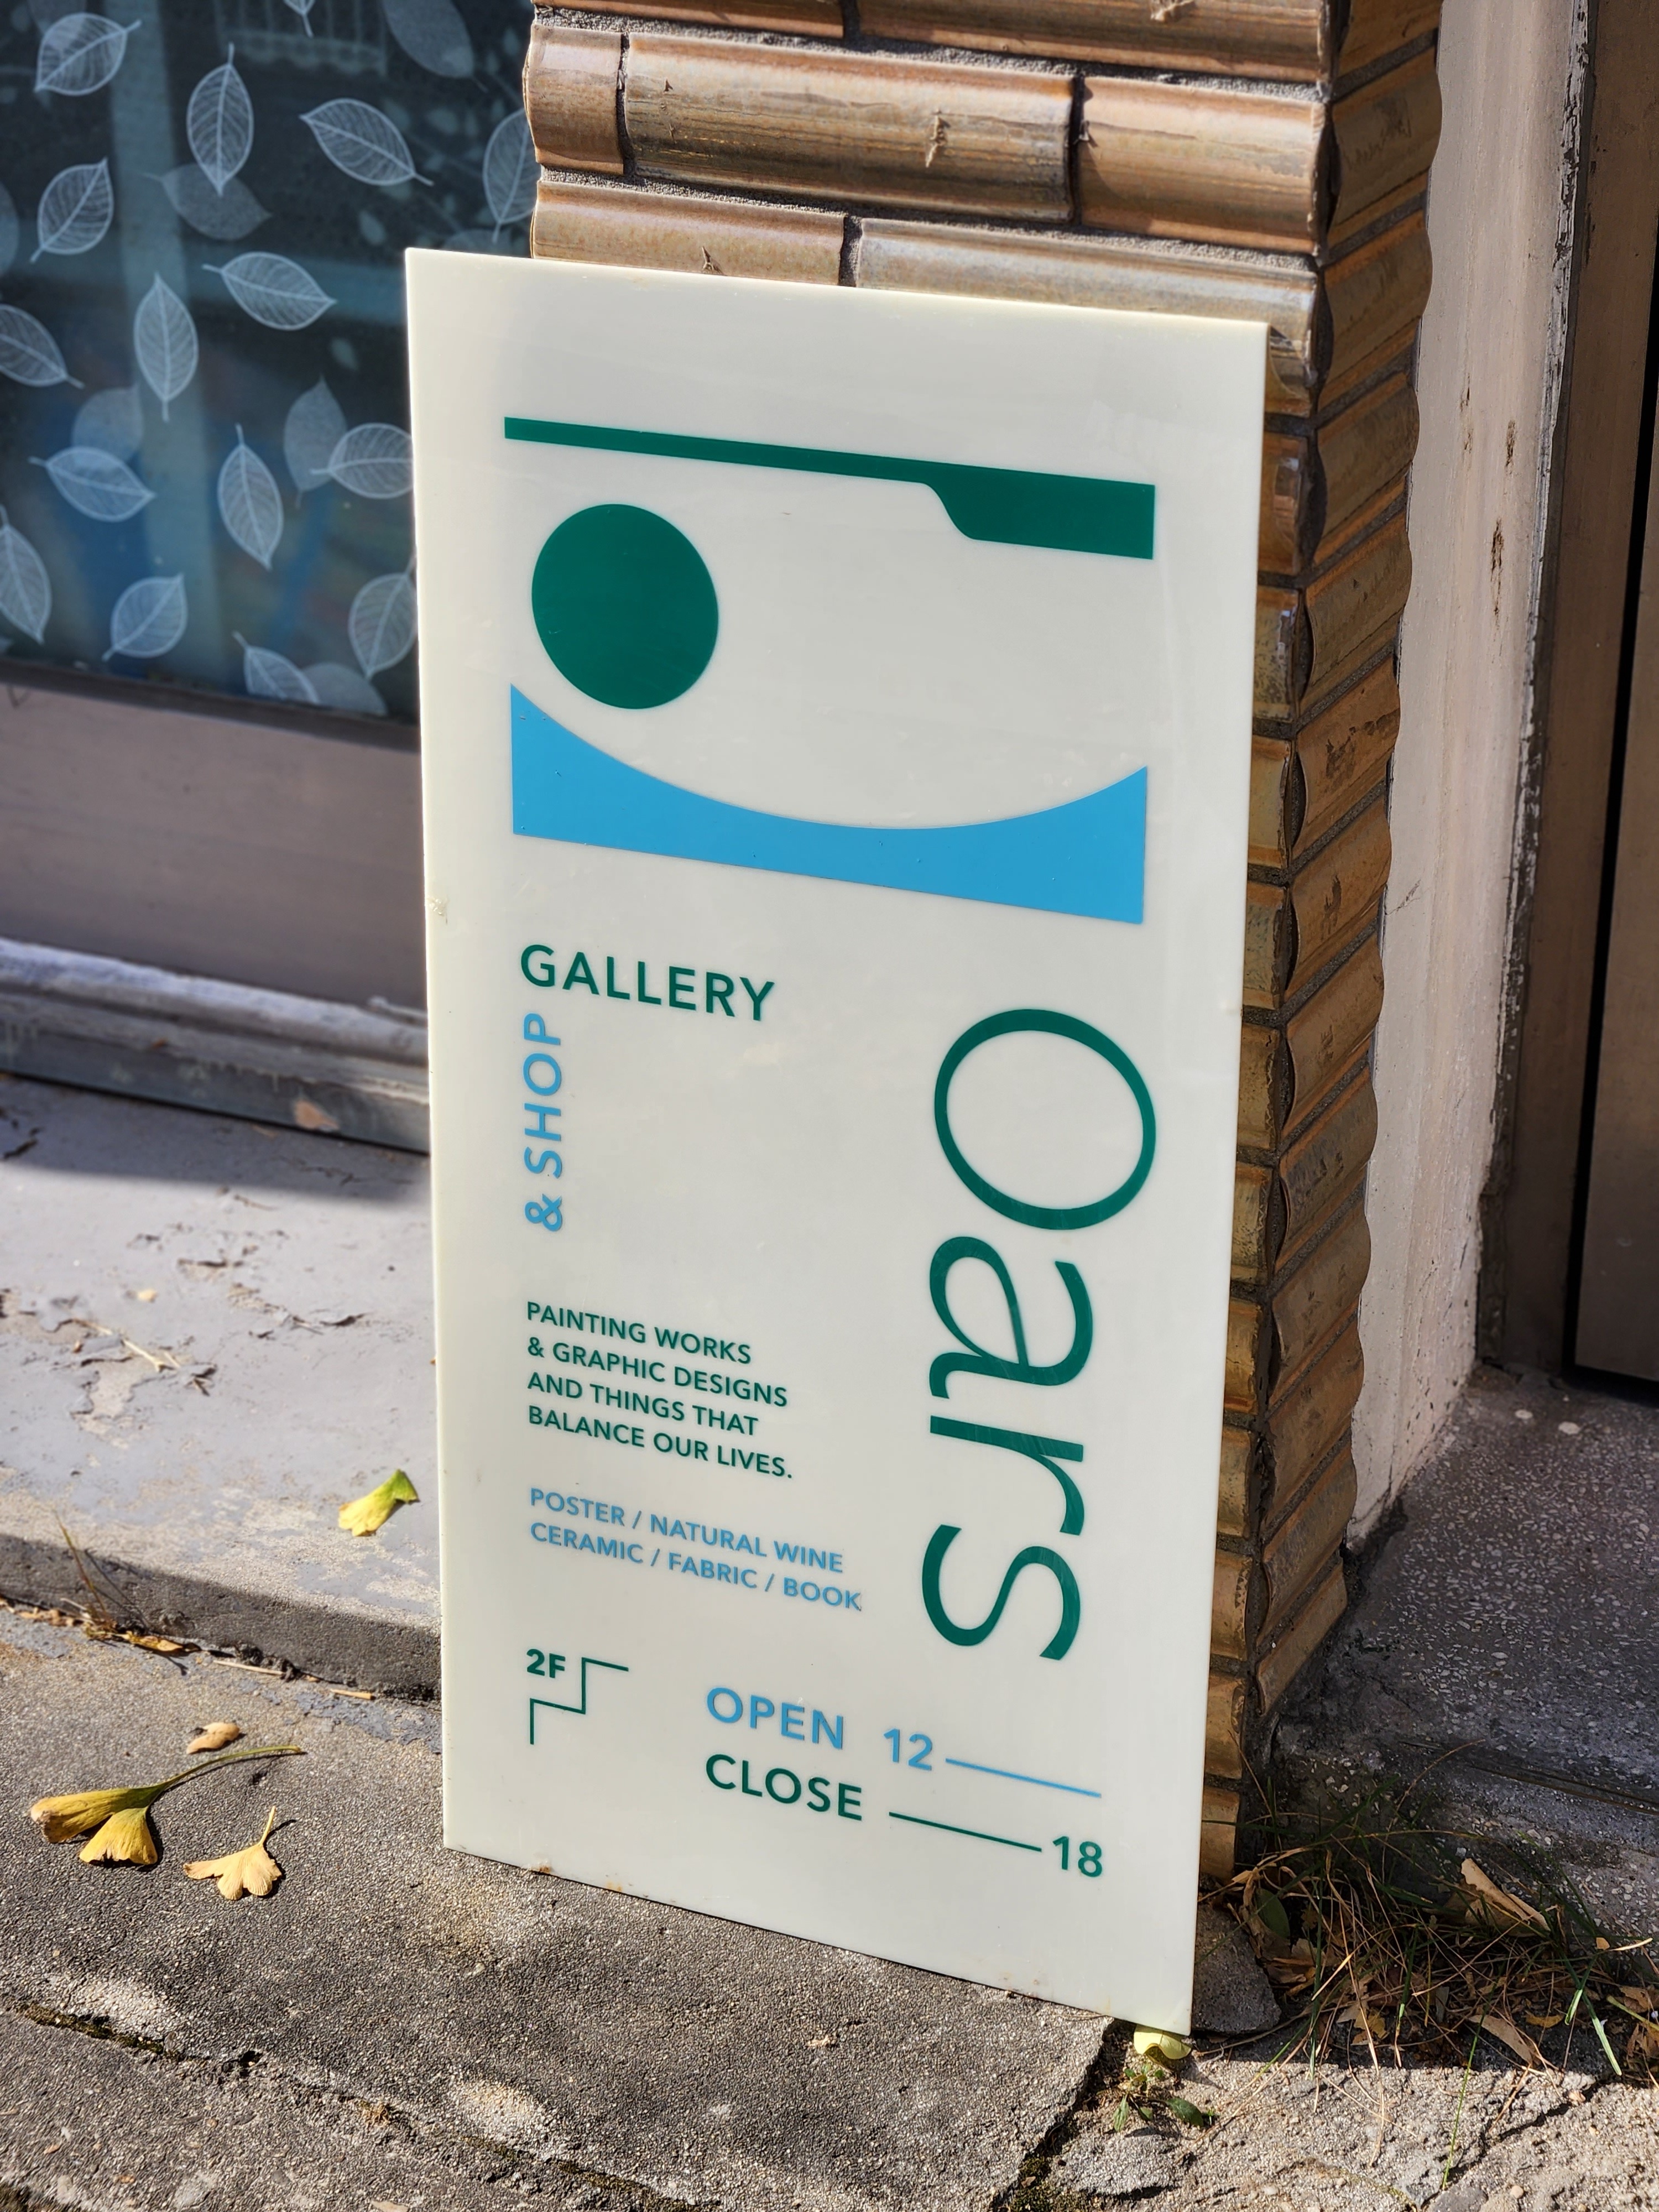 GALLERY
& SHOP
Oars
PAINTING WORKS
& GRAPHIC DESIGNS
AND THINGS THAT
BALANCE OUR LIVES.
POSTER / NATURAL WINE
CERAMIC / FABRIC / BOOK
2F
OPEN 12
CLOSE 18